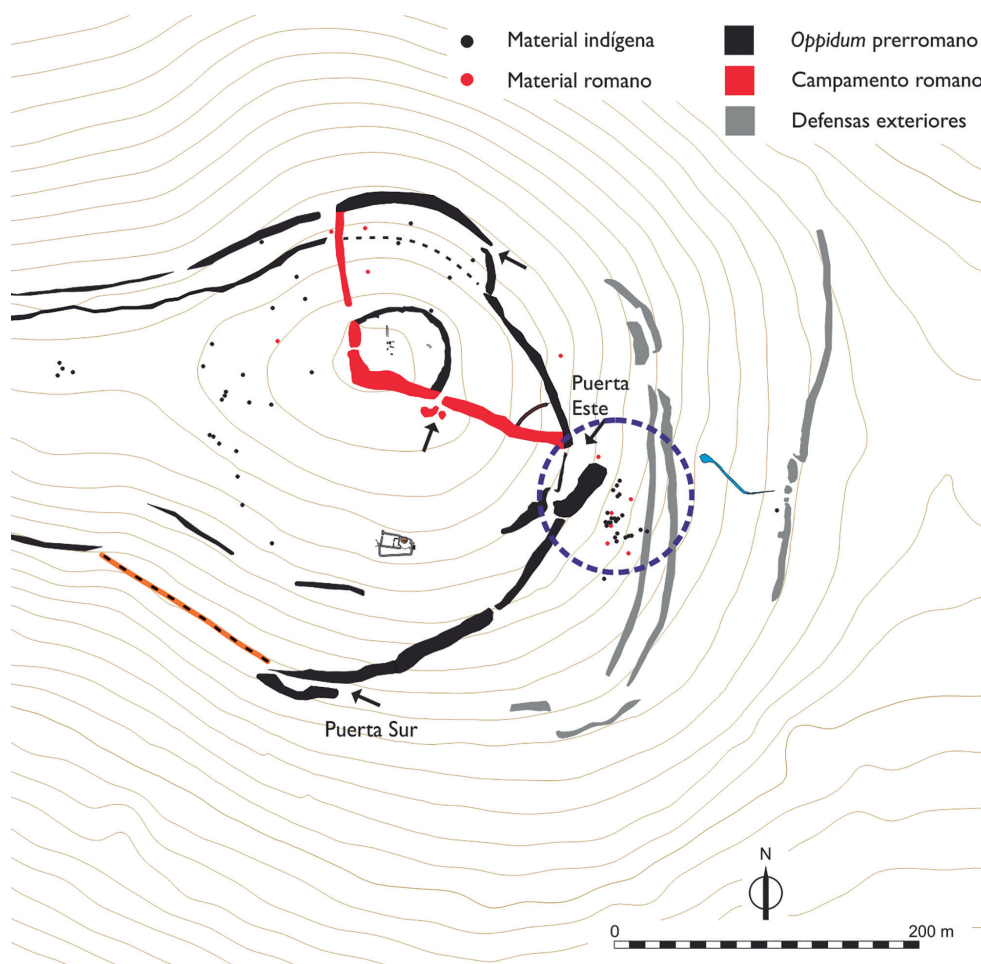 Material indígena
Material romano
Oppidum prerromano
Campamento romano
Defensas exteriores
Puerta
Este
Puerta Sur
N
0 200 m